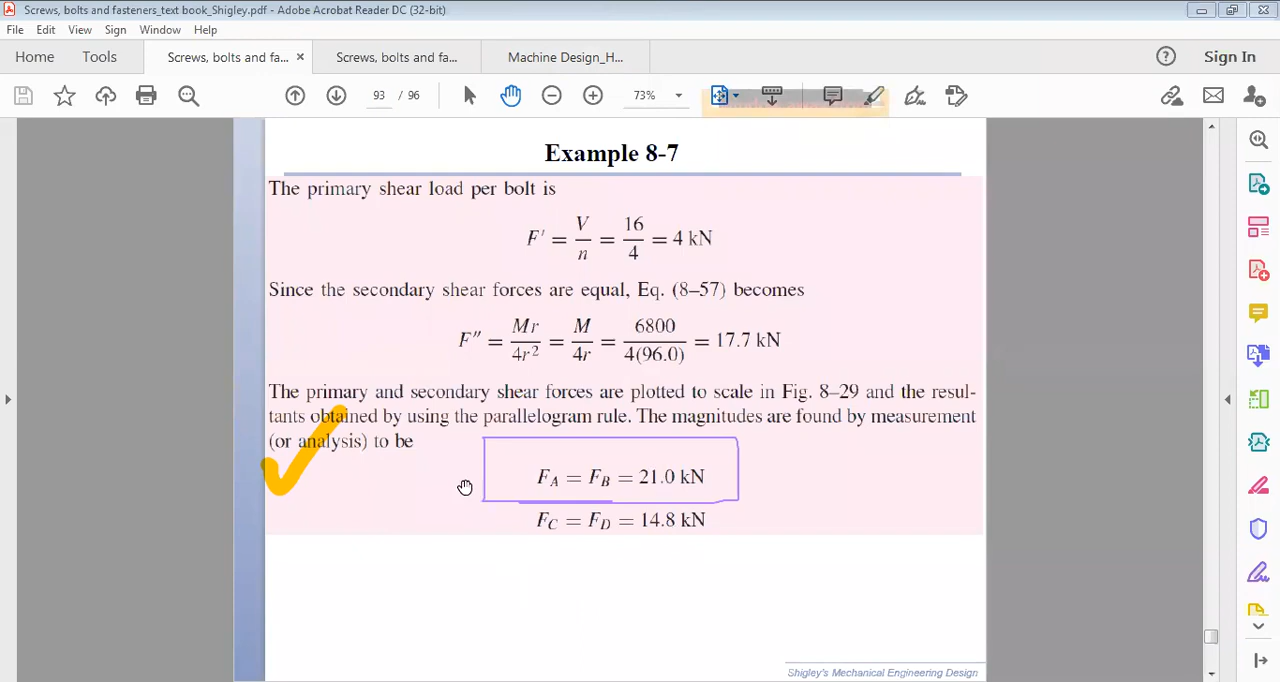 Screws, bolts and fasteners_text book_Shigley.pdf - Adobe Acrobat Reader DC (32-bit)
File Edit View Sign Window Help
Home Tools Screws, bolts and fa... × Screws, bolts and fa... Machine Design_H... Sign In
93 / 96 73%
Example 8-7
The primary shear load per bolt is
F′ = V/n = 16/4 = 4 kN
Since the secondary shear forces are equal, Eq. (8–57) becomes
F″ = Mr/4r² = M/4r = 6800/4(96.0) = 17.7 kN
The primary and secondary shear forces are plotted to scale in Fig. 8–29 and the resul-
tants obtained by using the parallelogram rule. The magnitudes are found by measurement
(or analysis) to be
F_A = F_B = 21.0 kN
F_C = F_D = 14.8 kN
Shigley's Mechanical Engineering Design